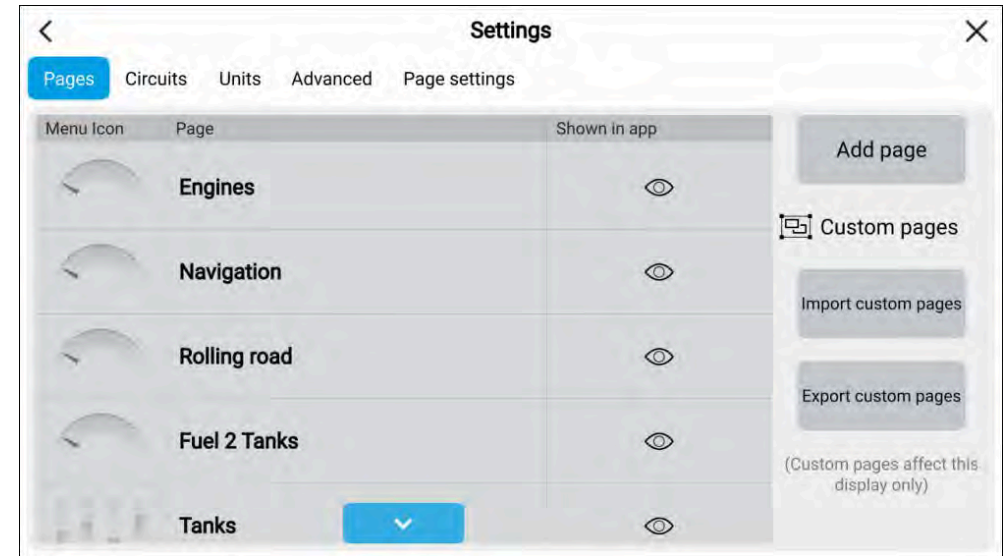 Settings
Pages Circuits Units Advanced Page settings
Menu Icon Page Shown in app
Engines
Navigation
Rolling road
Fuel 2 Tanks
Tanks
Add page
Custom pages
Import custom pages
Export custom pages
(Custom pages affect this
display only)